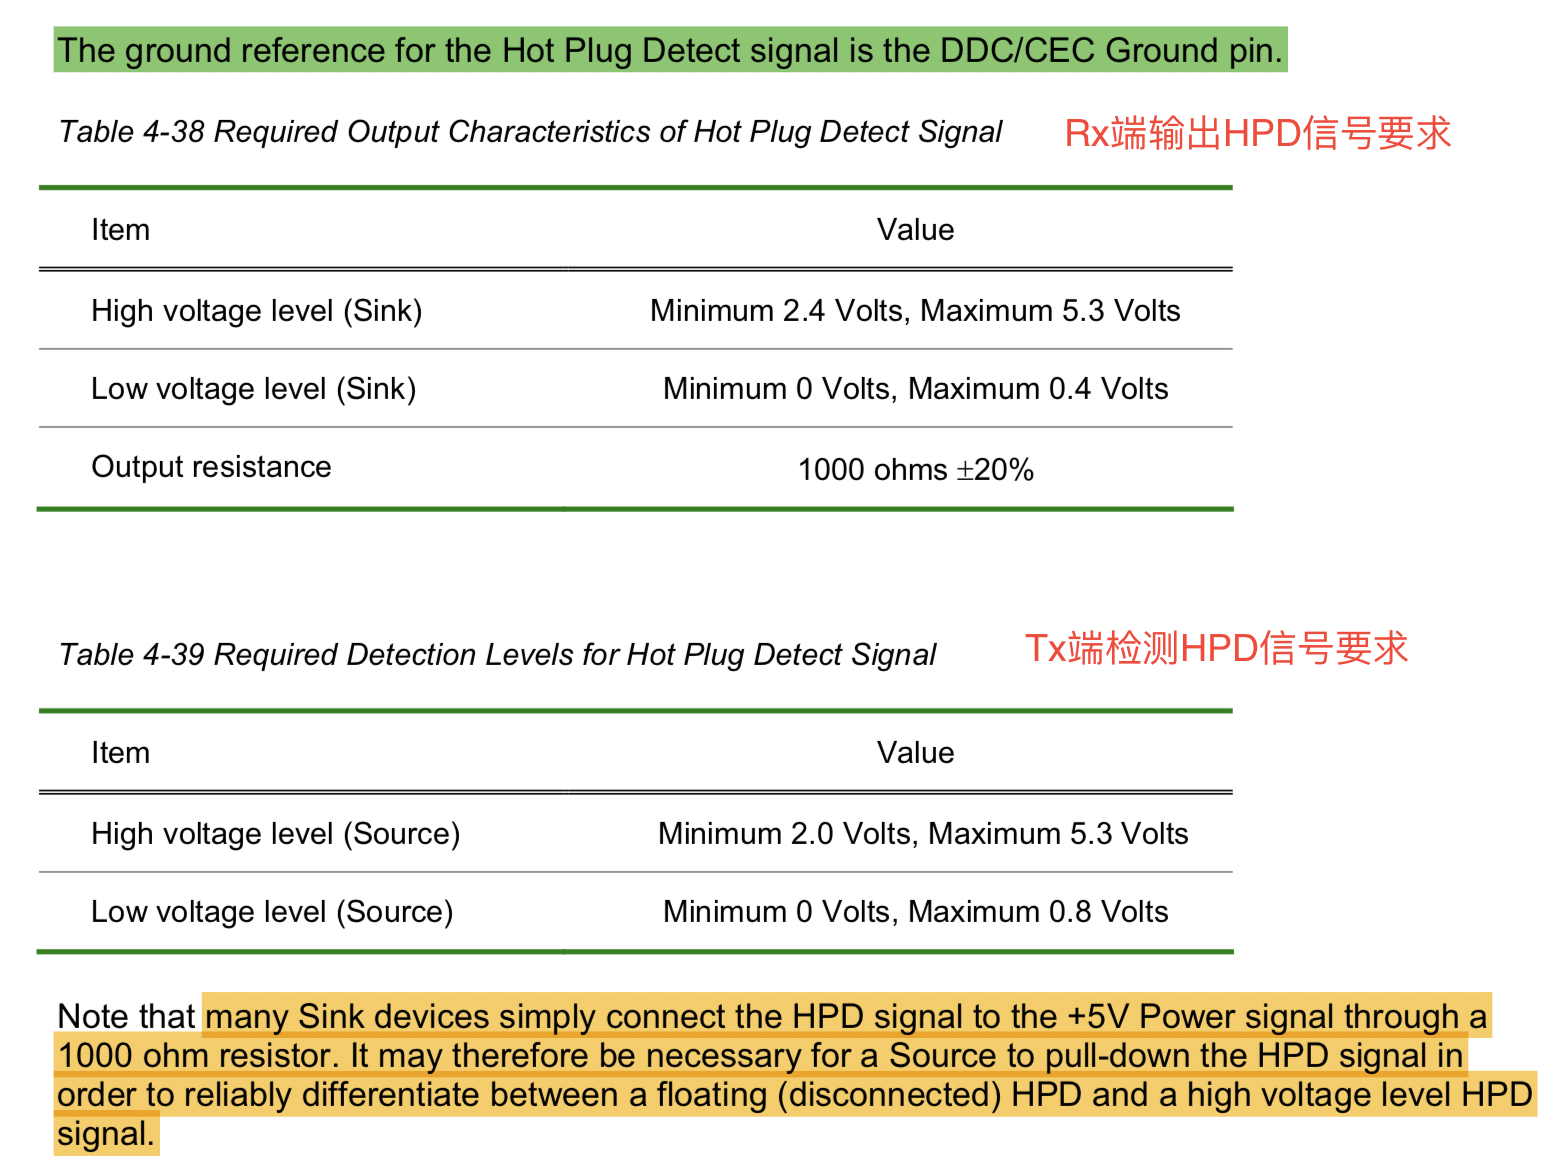 The ground reference for the Hot Plug Detect signal is the DDC/CEC Ground pin.
Table 4-38 Required Output Characteristics of Hot Plug Detect Signal Rx端输出HPD信号要求
Item Value
High voltage level (Sink) Minimum 2.4 Volts, Maximum 5.3 Volts
Low voltage level (Sink) Minimum 0 Volts, Maximum 0.4 Volts
Output resistance 1000 ohms ±20%
Table 4-39 Required Detection Levels for Hot Plug Detect Signal Tx端检测HPD信号要求
Item Value
High voltage level (Source) Minimum 2.0 Volts, Maximum 5.3 Volts
Low voltage level (Source) Minimum 0 Volts, Maximum 0.8 Volts
Note that many Sink devices simply connect the HPD signal to the +5V Power signal through a
1000 ohm resistor. It may therefore be necessary for a Source to pull-down the HPD signal in
order to reliably differentiate between a floating (disconnected) HPD and a high voltage level HPD
signal.